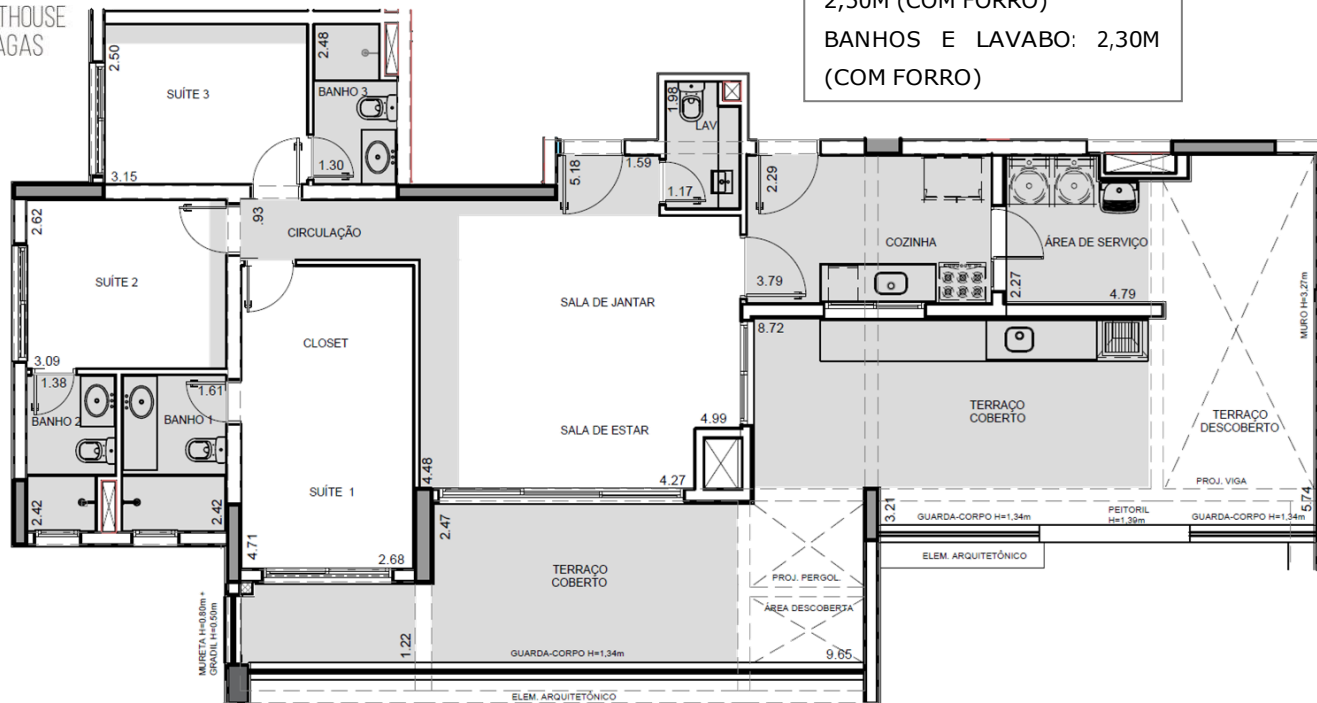 THOUSE
AGAS
2,50M (COM FORRO)
BANHOS E LAVABO: 2,30M
(COM FORRO)
2.50
SUÍTE 3
3.15
2.48
BANHO 3
1.30
1.98
LAV
1.17
5.18
1.59
2.29
COZINHA
3.79
ÁREA DE SERVIÇO
2.27
4.79
MURO H=3,27m
2.62
SUÍTE 2
3.09
.93
CIRCULAÇÃO
CLOSET
SALA DE JANTAR
SALA DE ESTAR
4.99
4.48
4.27
8.72
TERRAÇO
COBERTO
TERRAÇO
DESCOBERTO
PROJ. VIGA
5.74
1.38
BANHO 2
2.42
1.61
BANHO 1
2.42
SUÍTE 1
4.71
2.68
3.21
GUARDA-CORPO H=1,34m
PEITORIL
H=1,39m
GUARDA-CORPO H=1,34m
ELEM. ARQUITETÔNICO
2.47
TERRAÇO
COBERTO
PROJ. PERGOL.
ÁREA DESCOBERTA
MURETA H=0.80m +
GRADIL H=0.50m
1.22
GUARDA-CORPO H=1,34m
9.65
ELEM. ARQUITETÔNICO